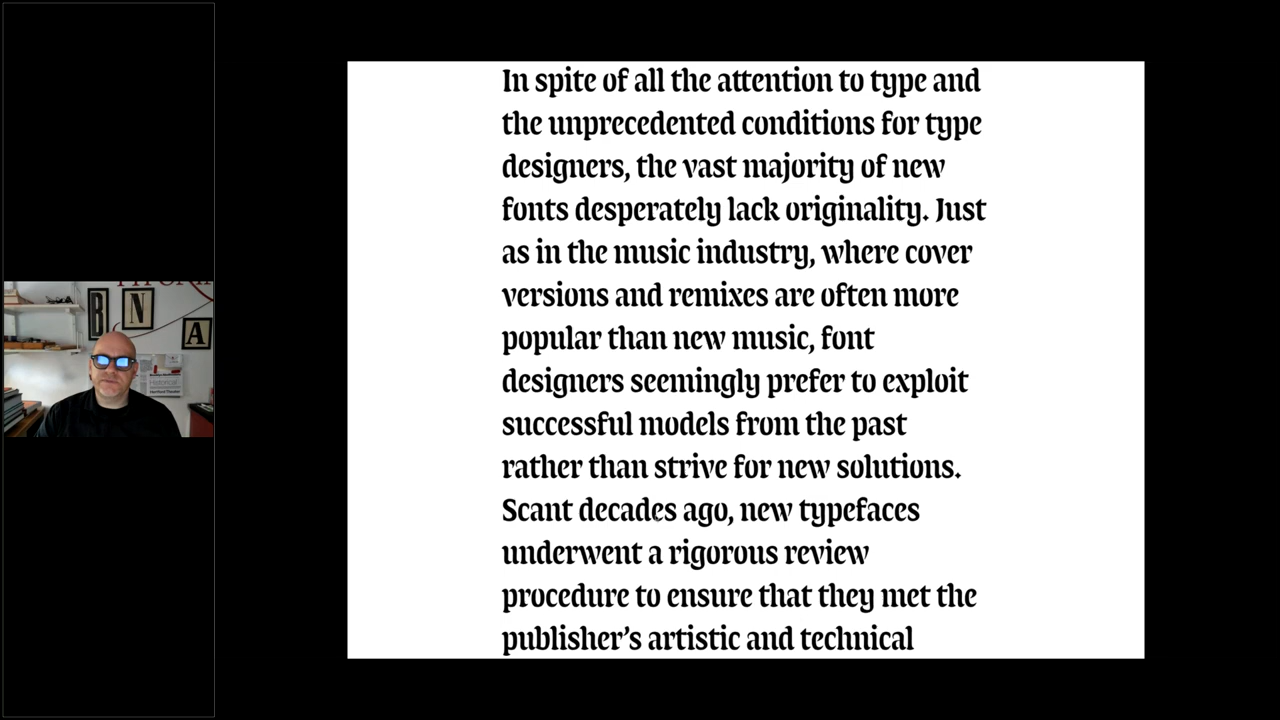 B
N
A
In spite of all the attention to type and
the unprecedented conditions for type
designers, the vast majority of new
fonts desperately lack originality. Just
as in the music industry, where cover
versions and remixes are often more
popular than new music, font
designers seemingly prefer to exploit
successful models from the past
rather than strive for new solutions.
Scant decades ago, new typefaces
underwent a rigorous review
procedure to ensure that they met the
publisher’s artistic and technical